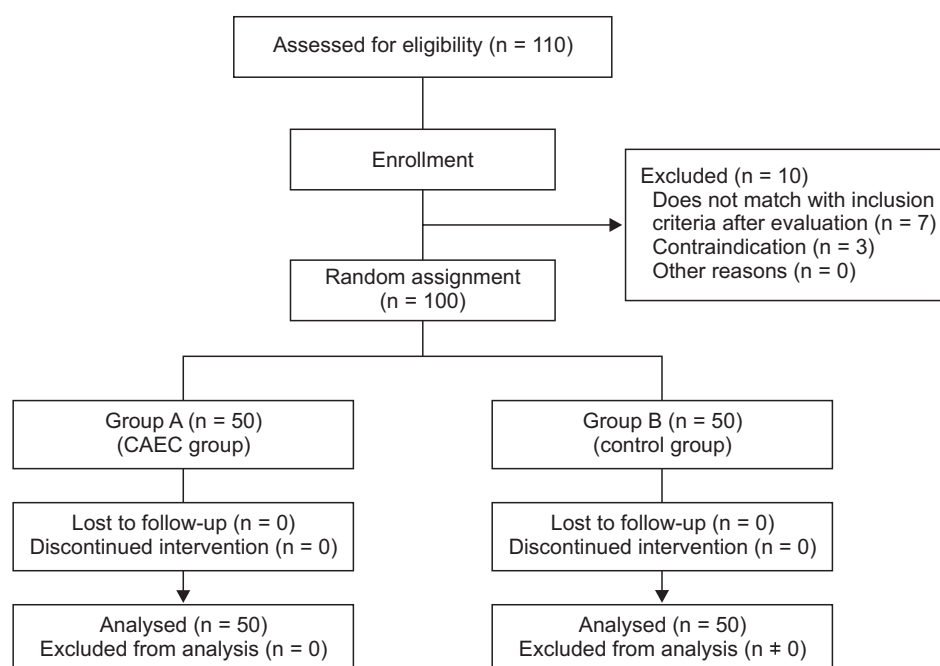 Assessed for eligibility (n = 110)
Enrollment
Excluded (n = 10)
Does not match with inclusion
criteria after evaluation (n = 7)
Contraindication (n = 3)
Other reasons (n = 0)
Random assignment
(n = 100)
Group A (n = 50)
(CAEC group)
Group B (n = 50)
(control group)
Lost to follow-up (n = 0)
Discontinued intervention (n = 0)
Lost to follow-up (n = 0)
Discontinued intervention (n = 0)
Analysed (n = 50)
Excluded from analysis (n = 0)
Analysed (n = 50)
Excluded from analysis (n ‡ 0)